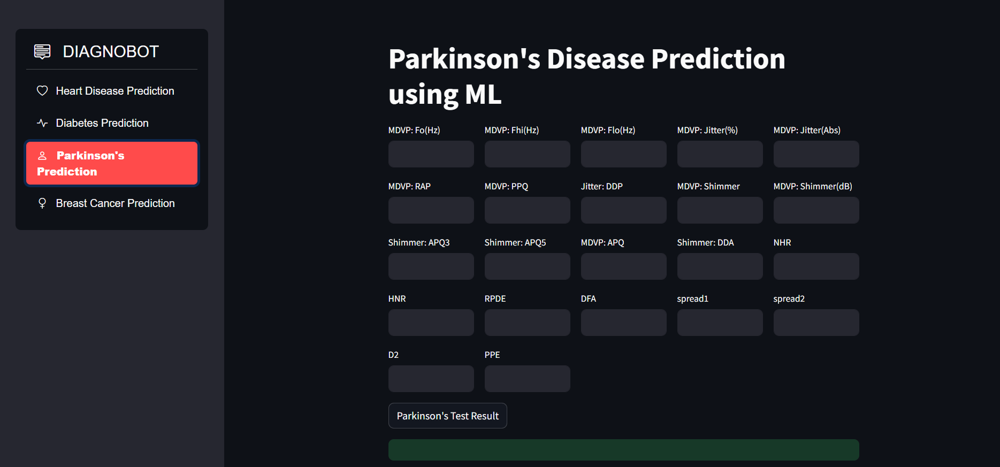 DIAGNOBOT
Heart Disease Prediction
Diabetes Prediction
Parkinson's
Prediction
Breast Cancer Prediction
Parkinson's Disease Prediction
using ML
MDVP: Fo(Hz) MDVP: Fhi(Hz) MDVP: Flo(Hz) MDVP: Jitter(%) MDVP: Jitter(Abs)
MDVP: RAP MDVP: PPQ Jitter: DDP MDVP: Shimmer MDVP: Shimmer(dB)
Shimmer: APQ3 Shimmer: APQ5 MDVP: APQ Shimmer: DDA NHR
HNR RPDE DFA spread1 spread2
D2 PPE
Parkinson's Test Result